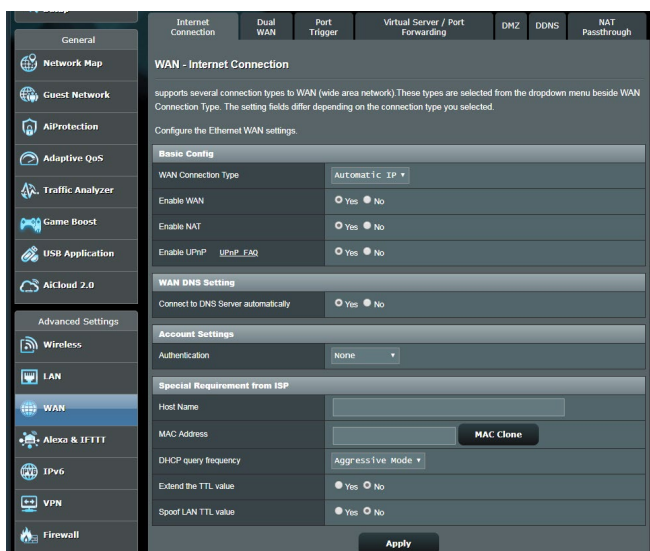 General
Network Map
Guest Network
AiProtection
Adaptive QoS
Traffic Analyzer
Game Boost
USB Application
AiCloud 2.0
Advanced Settings
Wireless
LAN
WAN
Alexa & IFTTT
IPv6
VPN
Firewall
Internet Connection
Dual WAN
Port Trigger
Virtual Server / Port Forwarding
DMZ
DDNS
NAT Passthrough
WAN - Internet Connection
supports several connection types to WAN (wide area network).These types are selected from the dropdown menu beside WAN
Connection Type. The setting fields differ depending on the connection type you selected.
Configure the Ethernet WAN settings.
Basic Config
WAN Connection Type Automatic IP
Enable WAN Yes No
Enable NAT Yes No
Enable UPnP UPnP FAQ Yes No
WAN DNS Setting
Connect to DNS Server automatically Yes No
Account Settings
Authentication None
Special Requirement from ISP
Host Name
MAC Address MAC Clone
DHCP query frequency Aggressive Mode
Extend the TTL value Yes No
Spoof LAN TTL value Yes No
Apply